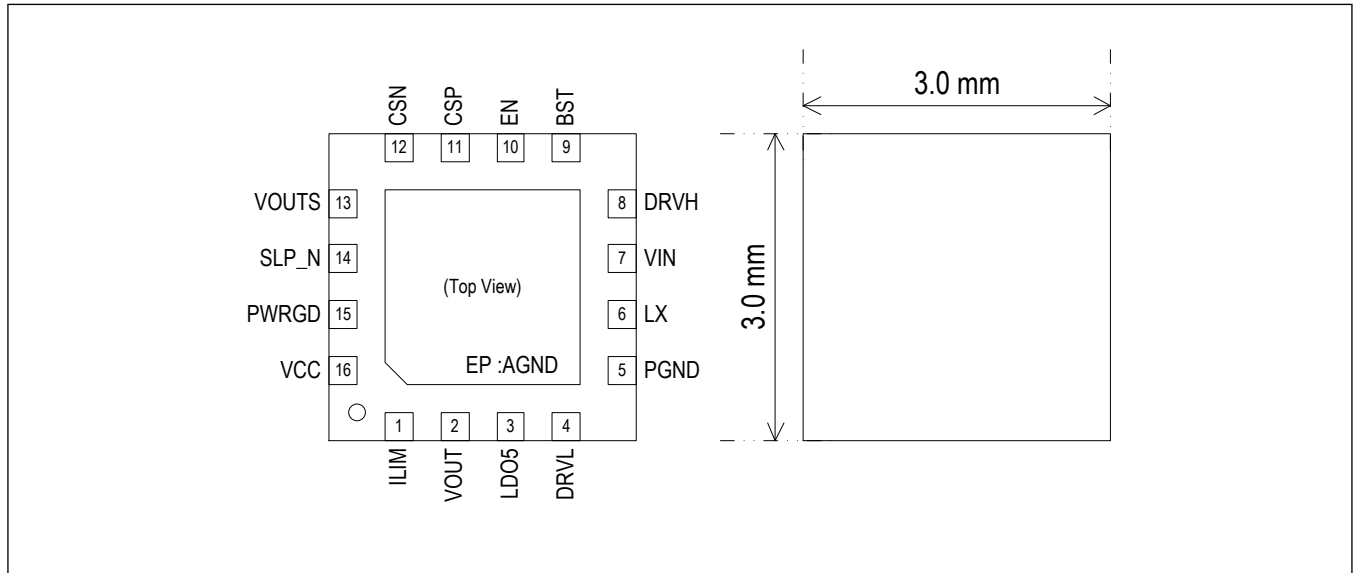 CSN
CSP
EN
BST
12
11
10
9
VOUTS 13
SLP_N 14
PWRGD 15
VCC 16
(Top View)
EP :AGND
8 DRVH
7 VIN
6 LX
5 PGND
1
2
3
4
ILIM
VOUT
LDO5
DRVL
3.0 mm
3.0 mm